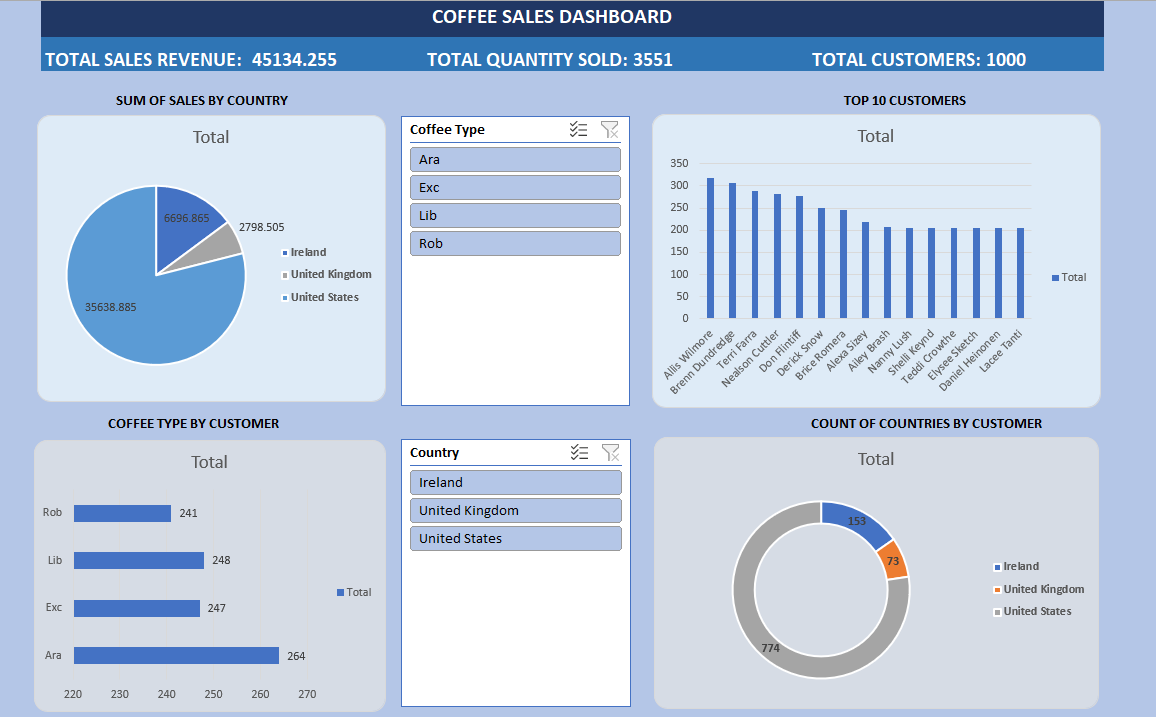 COFFEE SALES DASHBOARD
TOTAL SALES REVENUE: 45134.255
TOTAL QUANTITY SOLD: 3551
TOTAL CUSTOMERS: 1000
SUM OF SALES BY COUNTRY
Total
6696.865
2798.505
35638.885
Ireland
United Kingdom
United States
Coffee Type
Ara
Exc
Lib
Rob
TOP 10 CUSTOMERS
Total
350
300
250
200
150
100
50
0
Allis Wilmore
Brenn Dundredge
Terri Farra
Nealson Cuttler
Don Flintiff
Derick Snow
Brice Romera
Alexa Sizey
Ailey Brash
Nanny Lush
Shelli Keynd
Teddi Crowthe
Elysee Sketch
Daniel Heinonen
Lacee Tanti
Total
COFFEE TYPE BY CUSTOMER
Total
Rob
241
Lib
248
Exc
247
Ara
264
220
230
240
250
260
270
Total
Country
Ireland
United Kingdom
United States
COUNT OF COUNTRIES BY CUSTOMER
Total
153
73
774
Ireland
United Kingdom
United States